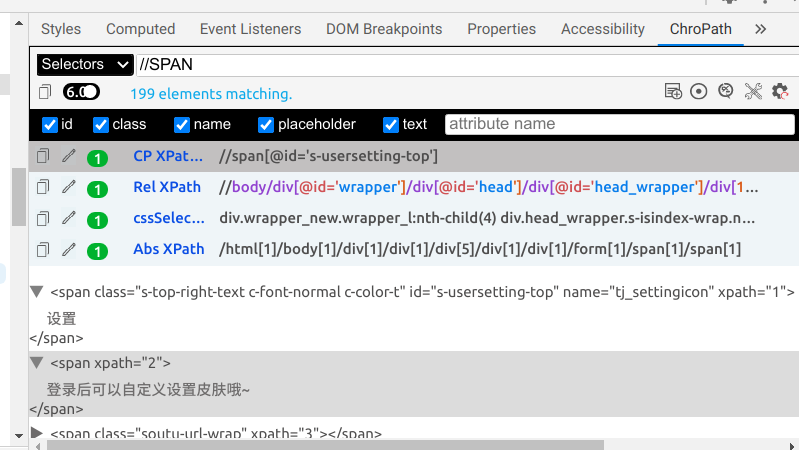 Styles Computed Event Listeners DOM Breakpoints Properties Accessibility ChroPath »
Selectors //SPAN
199 elements matching.
id class name placeholder text attribute name
1 CP XPat... //span[@id='s-usersetting-top']
1 Rel XPath //body/div[@id='wrapper']/div[@id='head']/div[@id='head_wrapper']/div[1...
1 cssSelec... div.wrapper_new.wrapper_l:nth-child(4) div.head_wrapper.s-isindex-wrap.n...
1 Abs XPath /html[1]/body[1]/div[1]/div[1]/div[5]/div[1]/div[1]/form[1]/span[1]/span[1]
<span class="s-top-right-text c-font-normal c-color-t" id="s-usersetting-top" name="tj_settingicon" xpath="1">
设置
</span>
<span xpath="2">
登录后可以自定义设置皮肤哦~
</span>
<span class="soutu-url-wrap" xpath="3"></span>